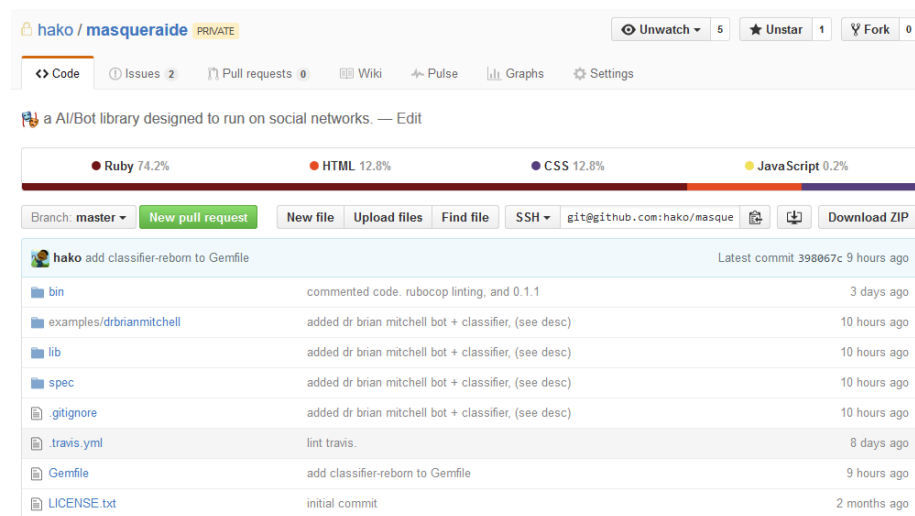 hako / masqueraide PRIVATE Unwatch 5 Unstar 1 Fork 0
Code Issues 2 Pull requests 0 Wiki Pulse Graphs Settings
a AI/Bot library designed to run on social networks. — Edit
Ruby 74.2% HTML 12.8% CSS 12.8% JavaScript 0.2%
Branch: master New pull request New file Upload files Find file SSH git@github.com:hako/masque Download ZIP
hako add classifier-reborn to Gemfile Latest commit 398067c 9 hours ago
bin commented code. rubocop linting, and 0.1.1 3 days ago
examples/drbrianmitchell added dr brian mitchell bot + classifier, (see desc) 10 hours ago
lib added dr brian mitchell bot + classifier, (see desc) 10 hours ago
spec added dr brian mitchell bot + classifier, (see desc) 10 hours ago
.gitignore added dr brian mitchell bot + classifier, (see desc) 10 hours ago
.travis.yml lint travis. 8 days ago
Gemfile add classifier-reborn to Gemfile 9 hours ago
LICENSE.txt initial commit 2 months ago